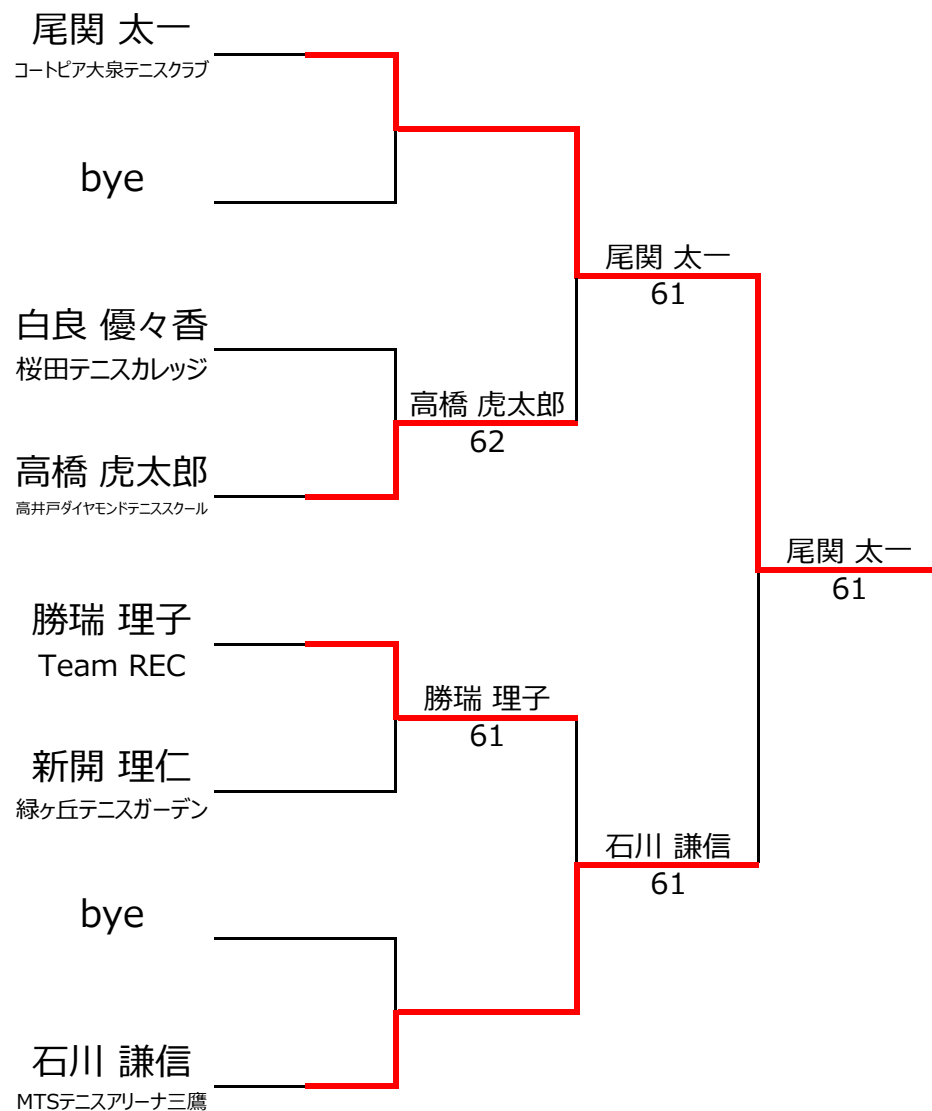 尾関 太一
コートピア大泉テニスクラブ
bye
尾関 太一
61
白良 優々香
桜田テニスカレッジ
高橋 虎太郎
62
高橋 虎太郎
高井戸ダイヤモンドテニススクール
尾関 太一
61
勝瑞 理子
Team REC
勝瑞 理子
61
新開 理仁
緑ヶ丘テニスガーデン
石川 謙信
61
bye
石川 謙信
MTSテニスアリーナ三鷹